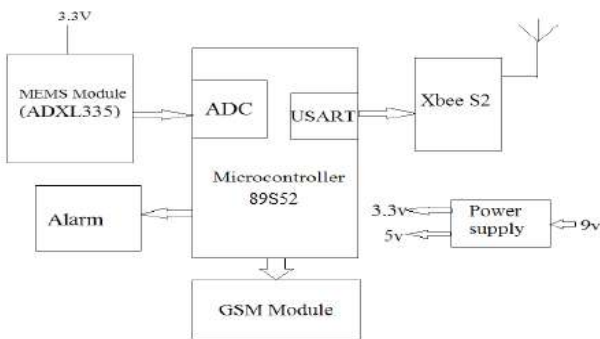 3.3V
MEMS Module
(ADXL335)
ADC
USART
Xbee S2
Microcontroller
89S52
Alarm
3.3v
5v
Power
supply
9v
GSM Module